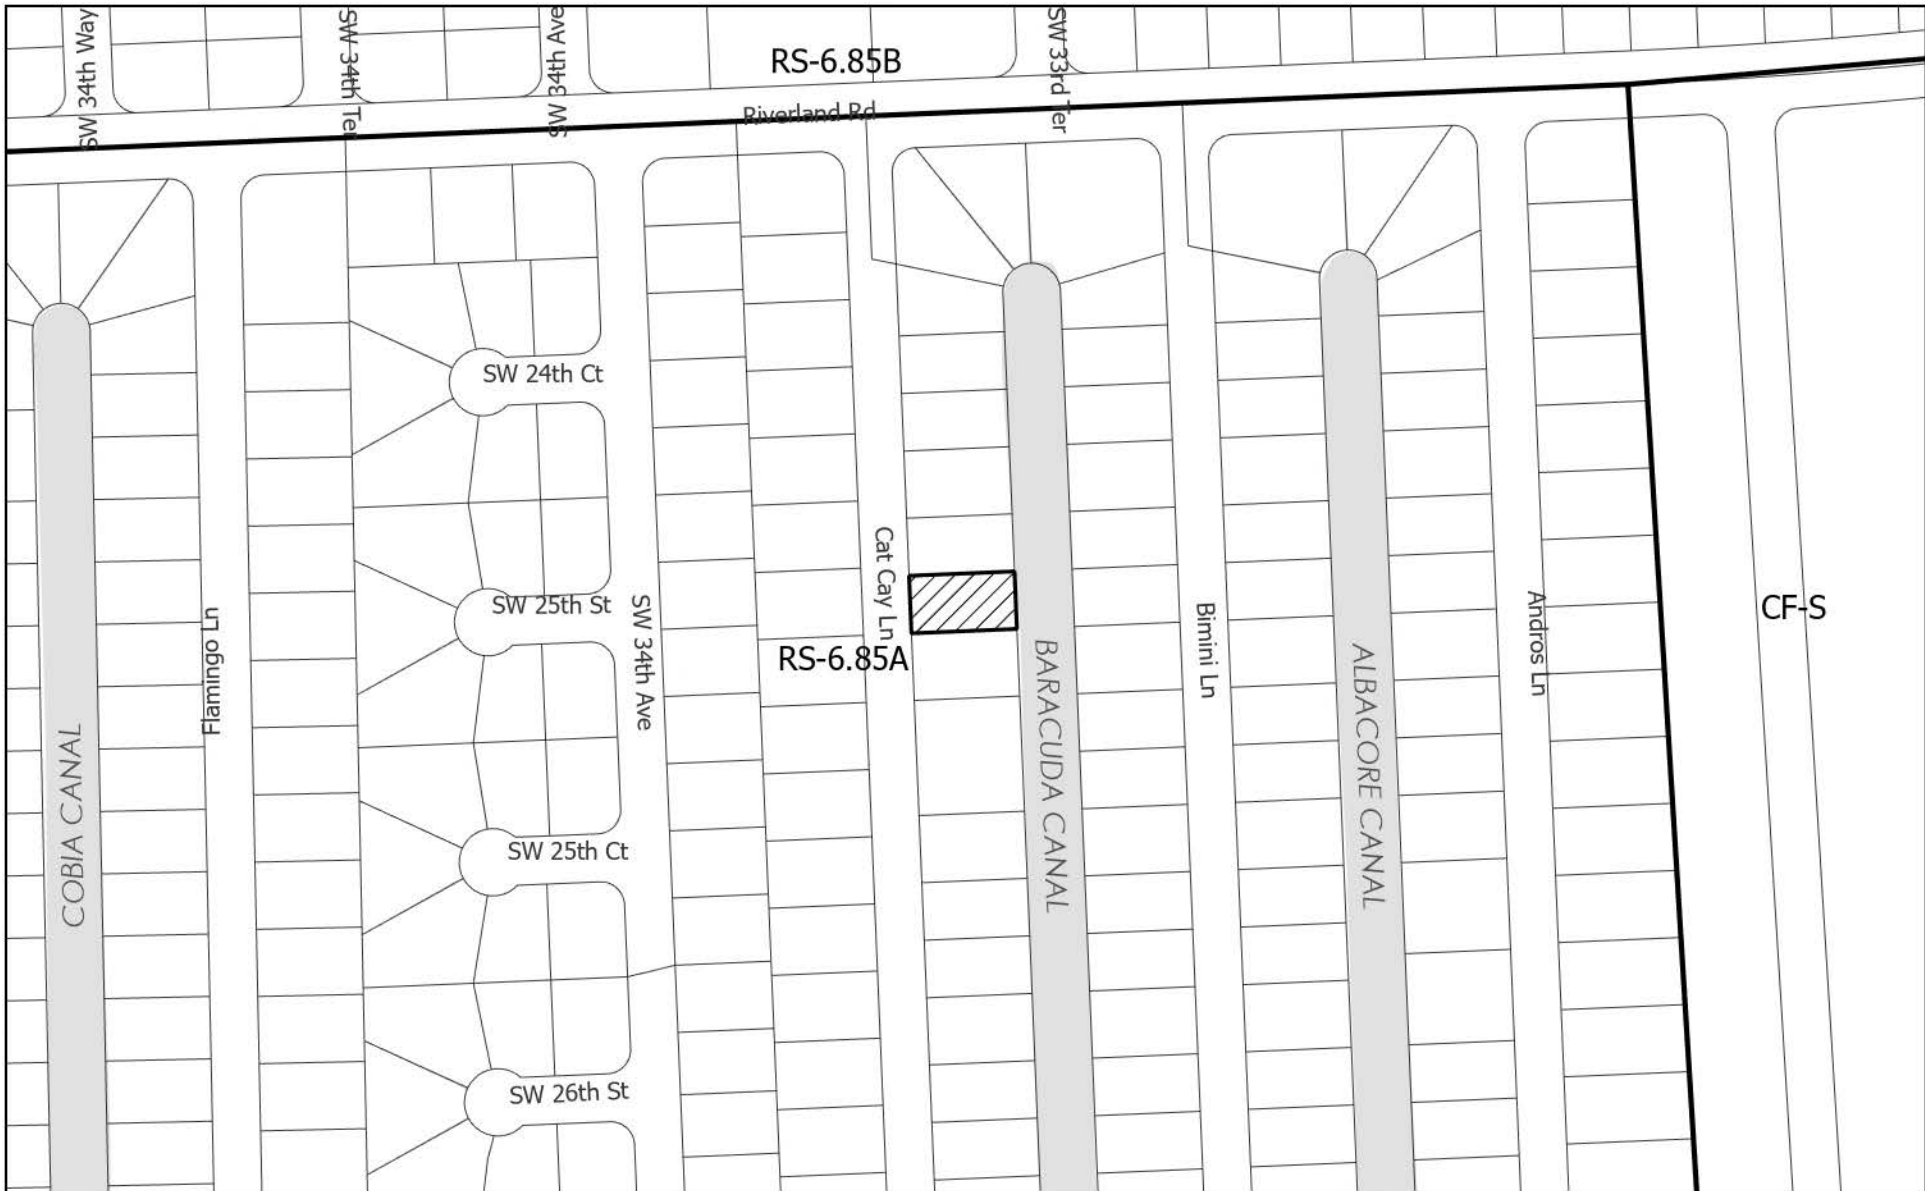 SW 34th Way
SW 34th Ter
SW 34th Ave
RS-6.85B
SW 33rd Ter
Riverland Rd
SW 24th Ct
Cat Cay Ln
SW 25th St
SW 34th Ave
Flamingo Ln
RS-6.85A
Bimini Ln
Andros Ln
CF-S
COBIA CANAL
BARACUDA CANAL
ALBACORE CANAL
SW 25th Ct
SW 26th St